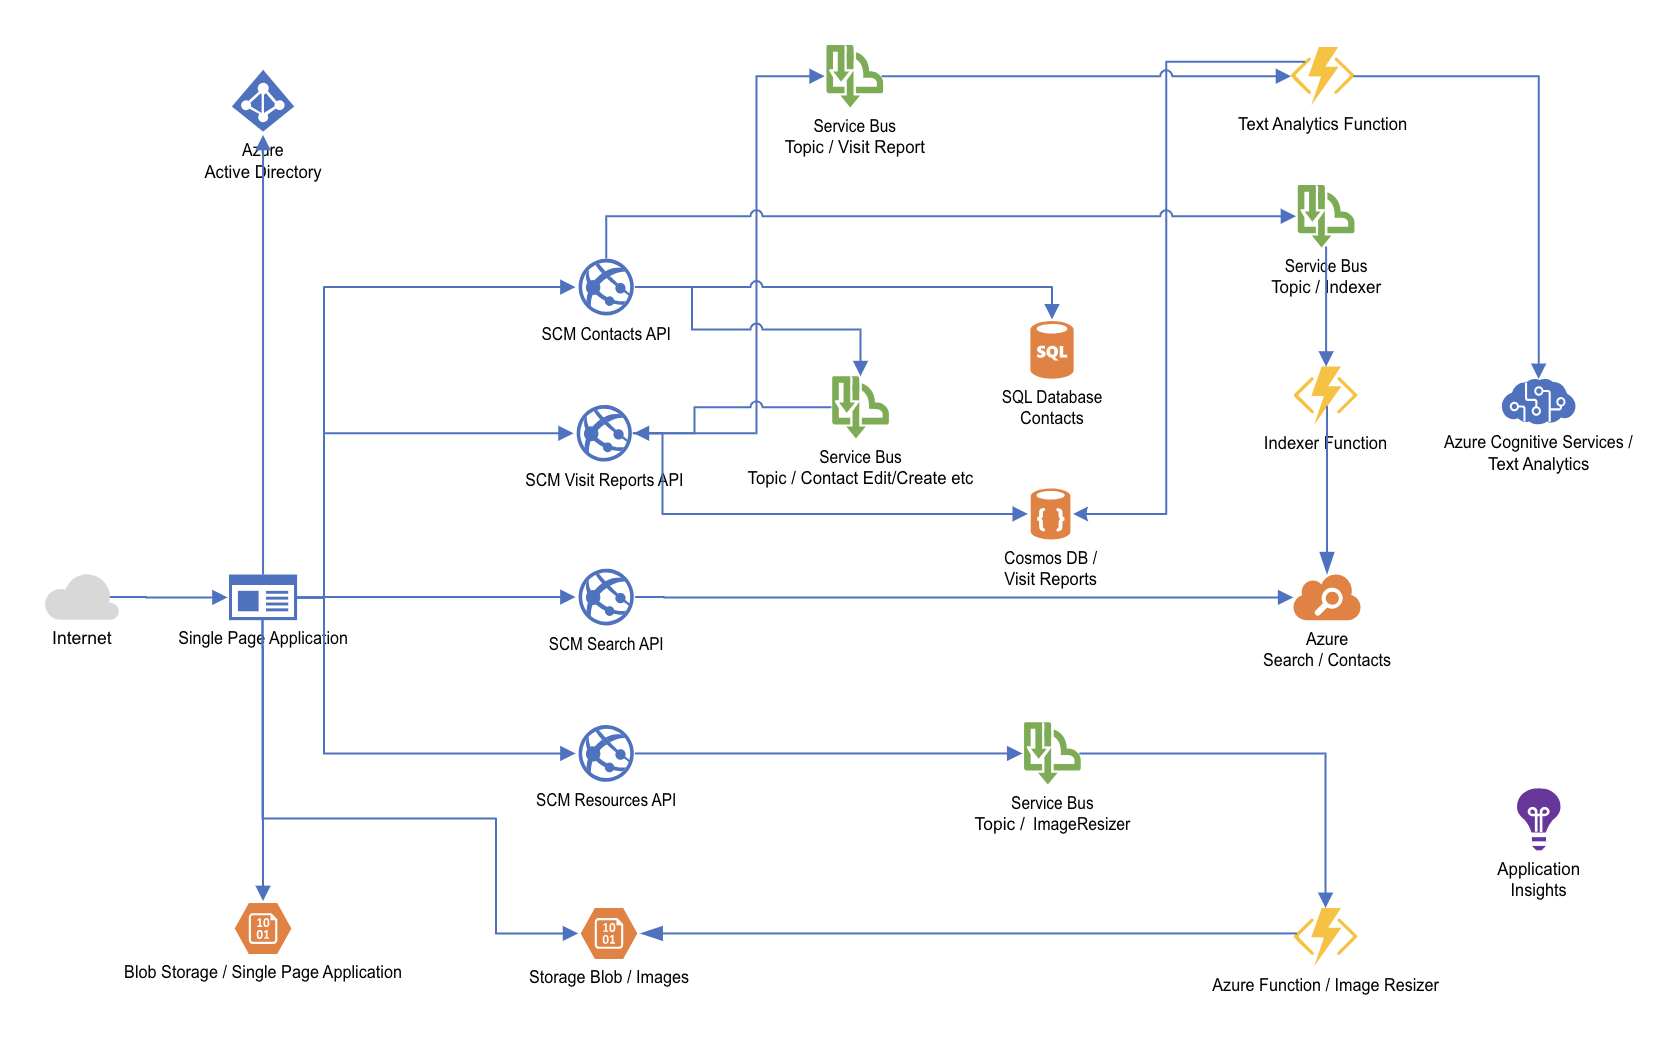 Service Bus
Topic / Visit Report
Text Analytics Function
Azure
Active Directory
Service Bus
Topic / Indexer
SCM Contacts API
SQL
SQL Database
Contacts
Indexer Function
Azure Cognitive Services /
Text Analytics
Service Bus
Topic / Contact Edit/Create etc
SCM Visit Reports API
{ }
Cosmos DB /
Visit Reports
Internet
Single Page Application
SCM Search API
Azure
Search / Contacts
SCM Resources API
Service Bus
Topic / ImageResizer
Application
Insights
10
01
Blob Storage / Single Page Application
10
01
Storage Blob / Images
Azure Function / Image Resizer